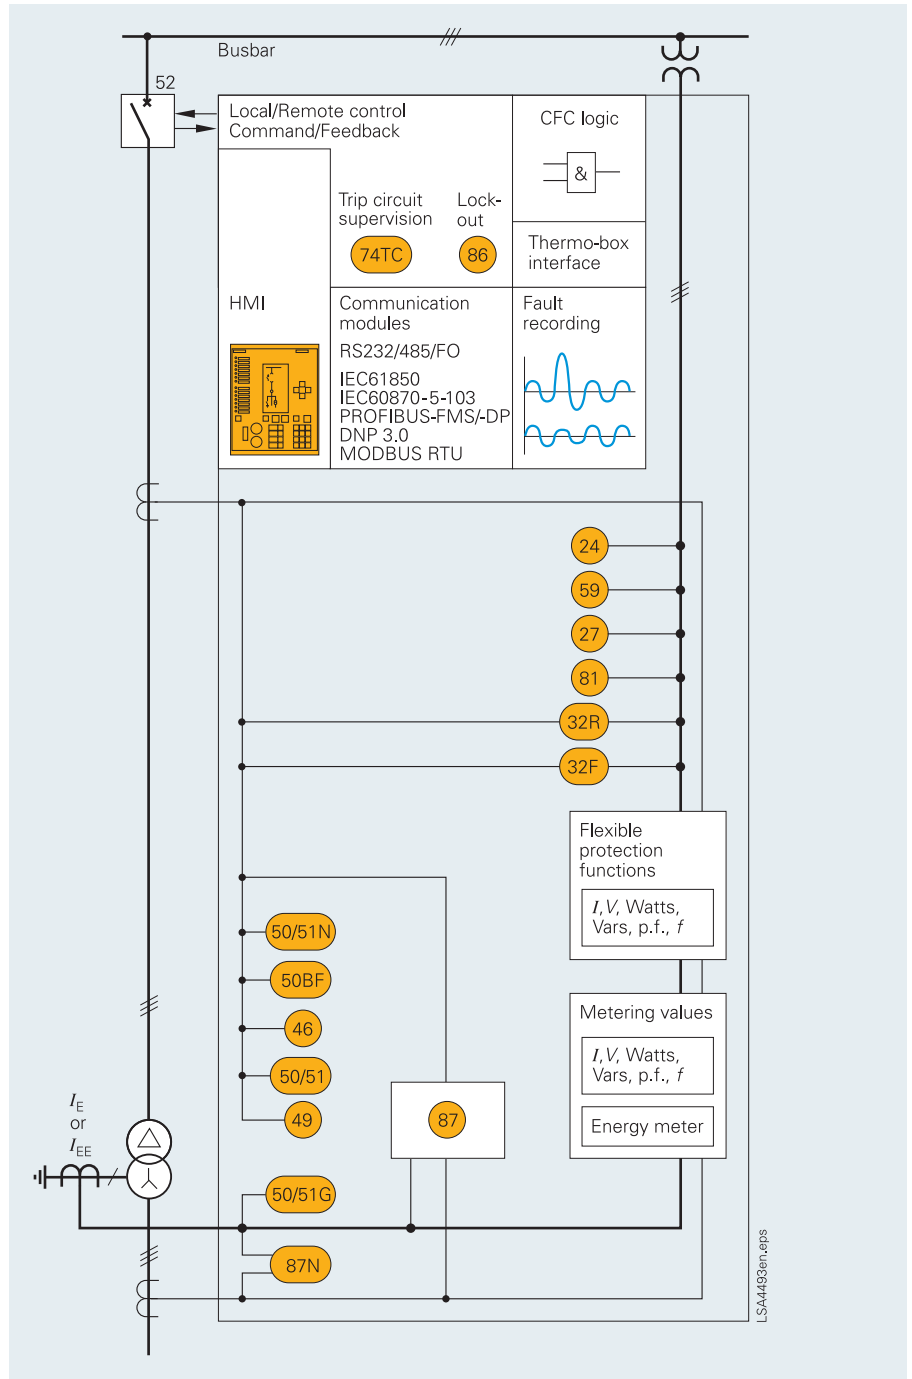 Busbar
52
Local/Remote control
Command/Feedback
CFC logic
&
Trip circuit
supervision
74TC
Lock-
out
86
Thermo-box
interface
HMI
Communication
modules
RS232/485/FO
IEC61850
IEC60870-5-103
PROFIBUS-FMS/-DP
DNP 3.0
MODBUS RTU
Fault
recording
24
59
27
81
32R
32F
Flexible
protection
functions
I,V, Watts,
Vars, p.f., f
50/51N
50BF
46
50/51
49
Metering values
I,V, Watts,
Vars, p.f., f
Energy meter
87
IE
or
IEE
50/51G
87N
LSA4493en.eps